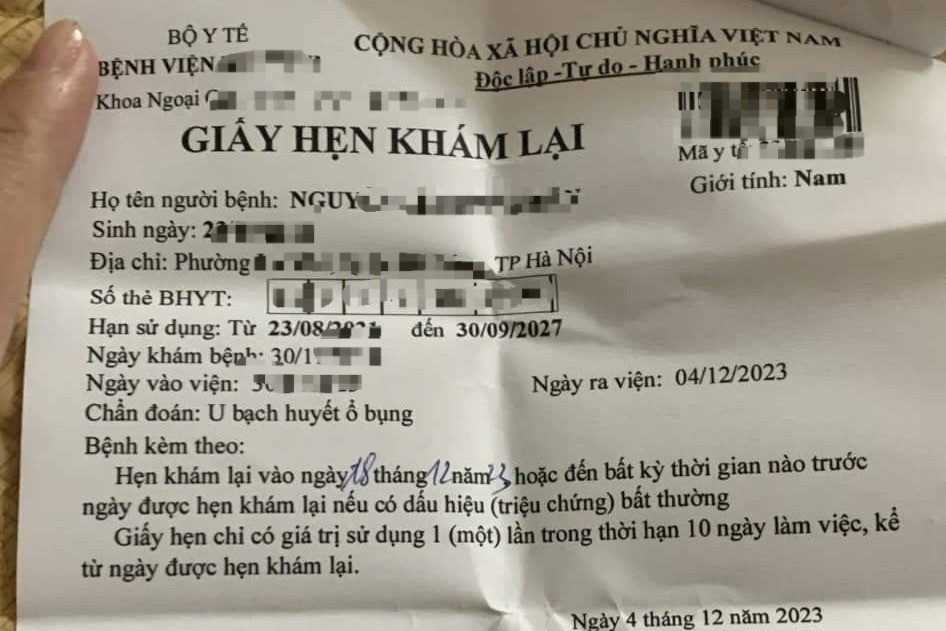 BỘ Y TẾ
CỘNG HÒA XÃ HỘI CHỦ NGHĨA VIỆT NAM
BỆNH VIỆN
Độc lập -Tự do - Hạnh phúc
Khoa Ngoại
GIẤY HẸN KHÁM LẠI
Mã y tế
Giới tính: Nam
Họ tên người bệnh: NGUY
Sinh ngày: 2
Địa chỉ: Phường TP Hà Nội
Số thẻ BHYT:
Hạn sử dụng: Từ 23/08/ đến 30/09/2027
Ngày khám bệnh: 30/1
Ngày vào viện: Ngày ra viện: 04/12/2023
Chẩn đoán: U bạch huyết ổ bụng
Bệnh kèm theo:
Hẹn khám lại vào ngày 18 tháng 12 năm 23 hoặc đến bất kỳ thời gian nào trước
ngày được hẹn khám lại nếu có dấu hiệu (triệu chứng) bất thường
Giấy hẹn chỉ có giá trị sử dụng 1 (một) lần trong thời hạn 10 ngày làm việc, kể
từ ngày được hẹn khám lại.
Ngày 4 tháng 12 năm 2023